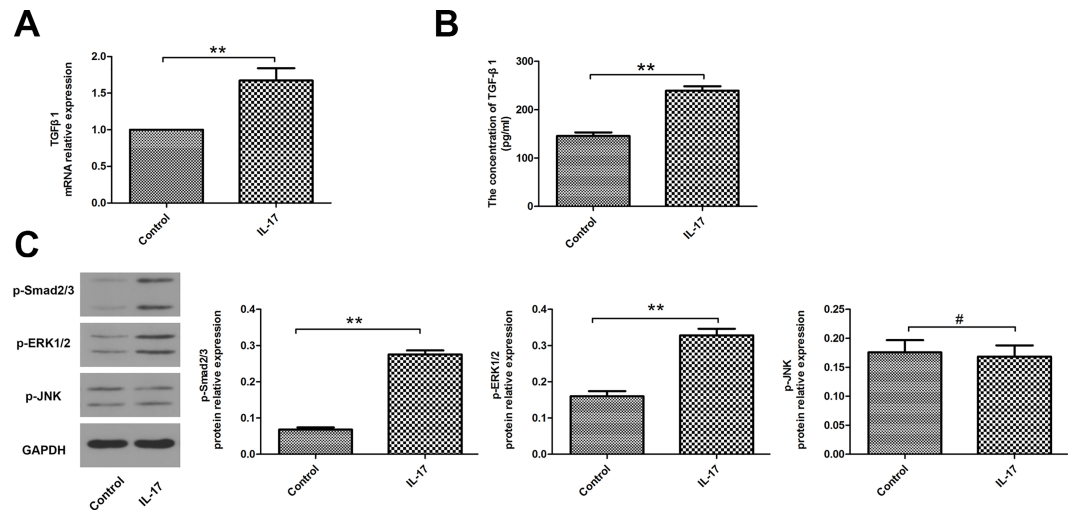 A
TGFβ 1
mRNA relative expression
2.0
1.5
1.0
0.5
0.0
**
Control
IL-17
B
The concentration of TGF-β 1
(pg/ml)
300
200
100
0
**
Control
IL-17
C
p-Smad2/3
p-ERK1/2
p-JNK
GAPDH
Control
IL-17
p-Smad2/3
protein relative expression
0.4
0.3
0.2
0.1
0.0
**
Control
IL-17
p-ERK1/2
protein relative expression
0.4
0.3
0.2
0.1
0.0
**
Control
IL-17
p-JNK
protein relative expression
0.25
0.20
0.15
0.10
0.05
0.00
#
Control
IL-17